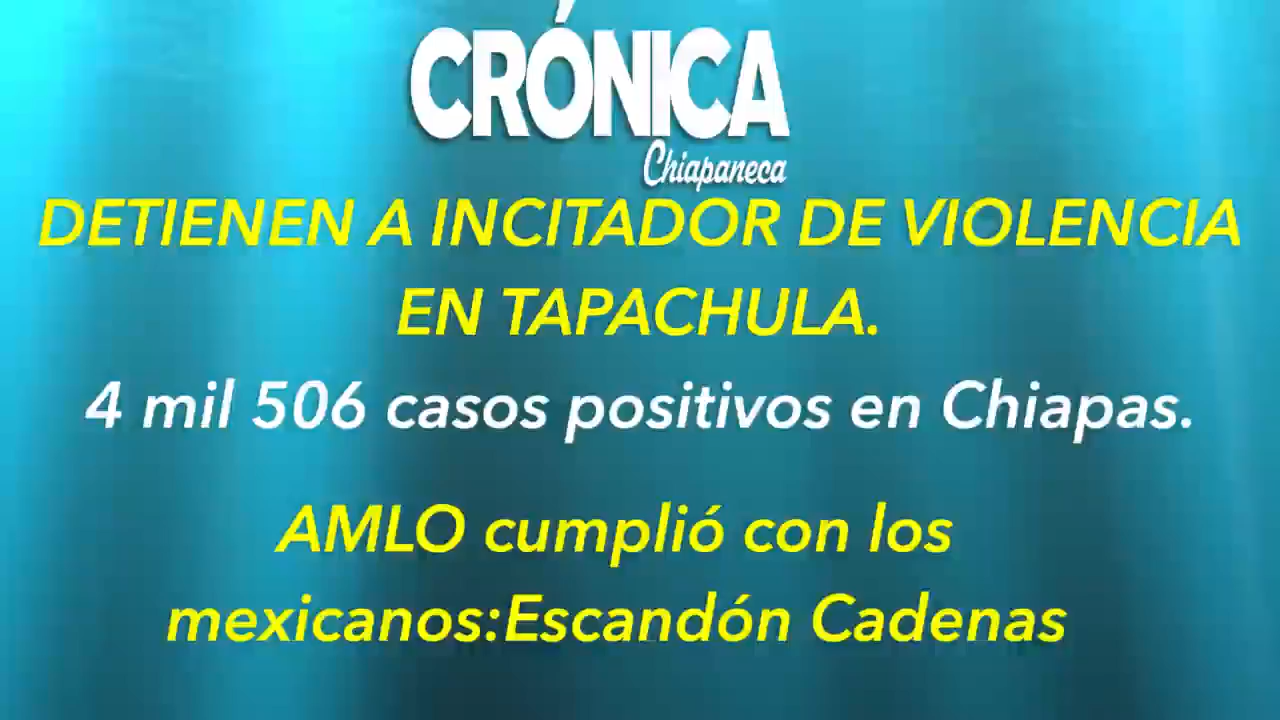 CRÓNICA
Chiapaneca
DETIENEN A INCITADOR DE VIOLENCIA
EN TAPACHULA.
4 mil 506 casos positivos en Chiapas.
AMLO cumplió con los
mexicanos:Escandón Cadenas